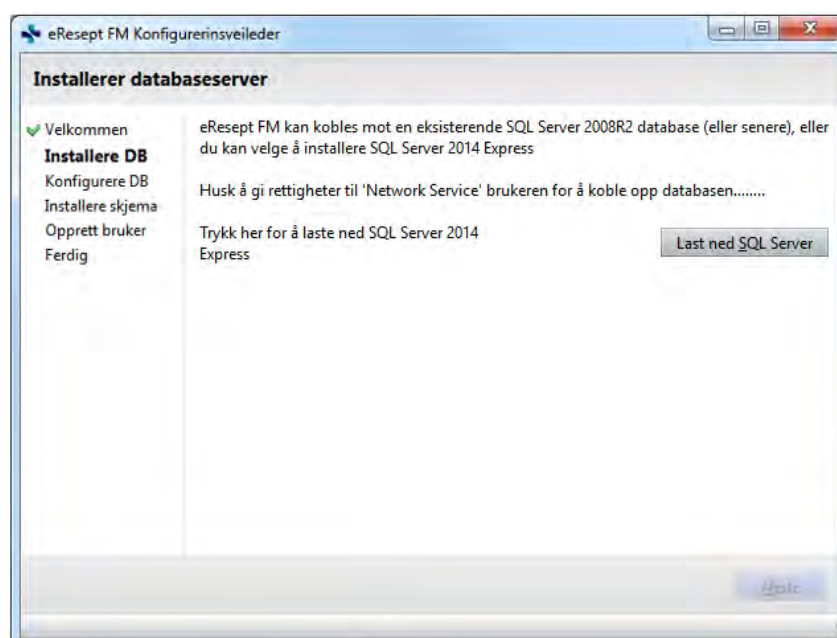 eResept FM Konfigurerinsveileder
Installerer databaseserver
Velkommen
Installere DB
Konfigurere DB
Installere skjema
Opprett bruker
Ferdig
eResept FM kan kobles mot en eksisterende SQL Server 2008R2 database (eller senere), eller
du kan velge å installere SQL Server 2014 Express
Husk å gi rettigheter til 'Network Service' brukeren for å koble opp databasen........
Trykk her for å laste ned SQL Server 2014
Express
Last ned SQL Server